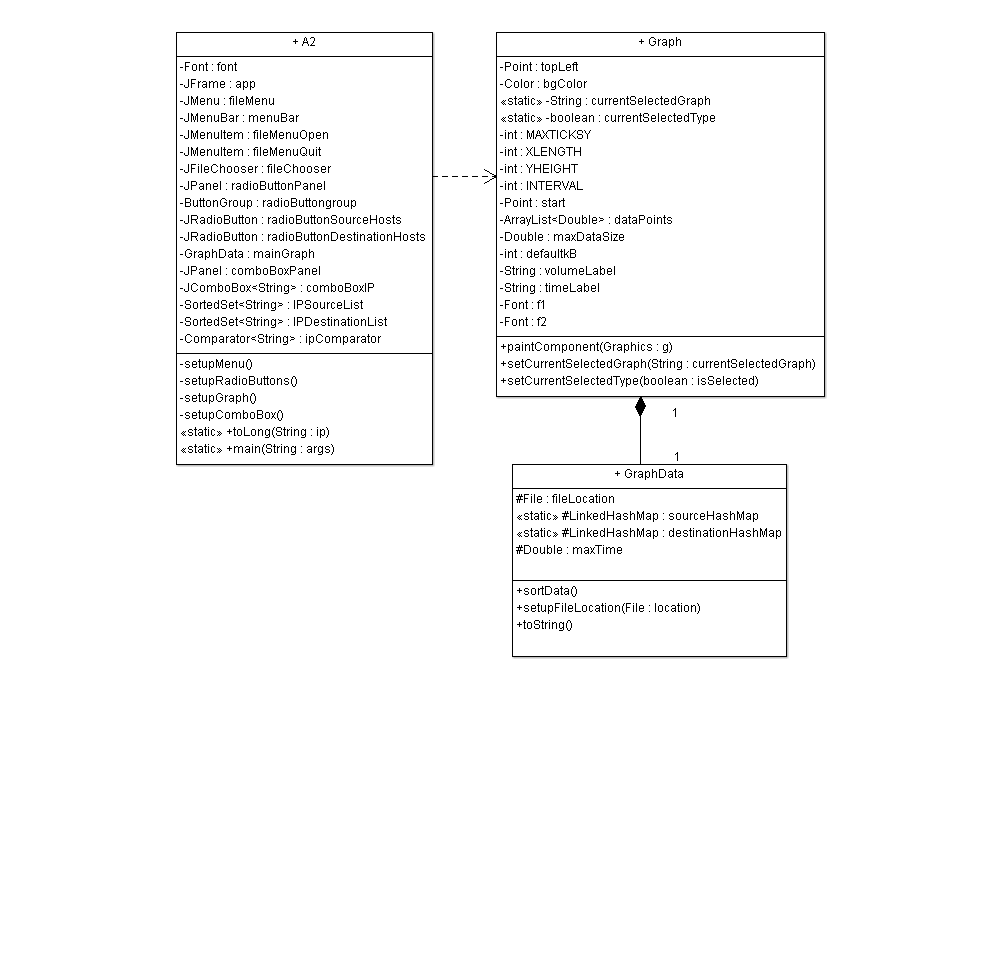 + A2
-Font : font
-JFrame : app
-JMenu : fileMenu
-JMenuBar : menuBar
-JMenuItem : fileMenuOpen
-JMenuItem : fileMenuQuit
-JFileChooser : fileChooser
-JPanel : radioButtonPanel
-ButtonGroup : radioButtongroup
-JRadioButton : radioButtonSourceHosts
-JRadioButton : radioButtonDestinationHosts
-GraphData : mainGraph
-JPanel : comboBoxPanel
-JComboBox<String> : comboBoxIP
-SortedSet<String> : IPSourceList
-SortedSet<String> : IPDestinationList
-Comparator<String> : ipComparator
-setupMenu()
-setupRadioButtons()
-setupGraph()
-setupComboBox()
«static» +toLong(String : ip)
«static» +main(String : args)
+ Graph
-Point : topLeft
-Color : bgColor
«static» -String : currentSelectedGraph
«static» -boolean : currentSelectedType
-int : MAXTICKSY
-int : XLENGTH
-int : YHEIGHT
-int : INTERVAL
-Point : start
-ArrayList<Double> : dataPoints
-Double : maxDataSize
-int : defaultkB
-String : volumeLabel
-String : timeLabel
-Font : f1
-Font : f2
+paintComponent(Graphics : g)
+setCurrentSelectedGraph(String : currentSelectedGraph)
+setCurrentSelectedType(boolean : isSelected)
1
1
+ GraphData
#File : fileLocation
«static» #LinkedHashMap : sourceHashMap
«static» #LinkedHashMap : destinationHashMap
#Double : maxTime
+sortData()
+setupFileLocation(File : location)
+toString()